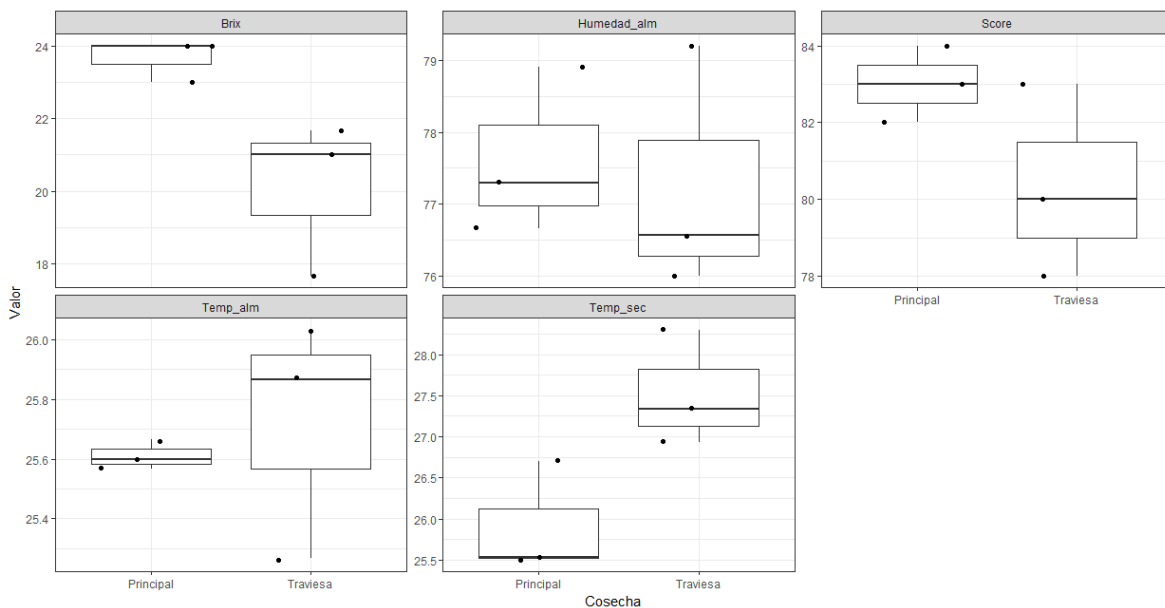 Brix
Humedad_alm
Score
24
22
20
18
79
78
77
76
84
82
80
78
Principal
Traviesa
Valor
Temp_alm
Temp_sec
26.0
25.8
25.6
25.4
28.0
27.5
27.0
26.5
26.0
25.5
Principal
Traviesa
Principal
Traviesa
Cosecha